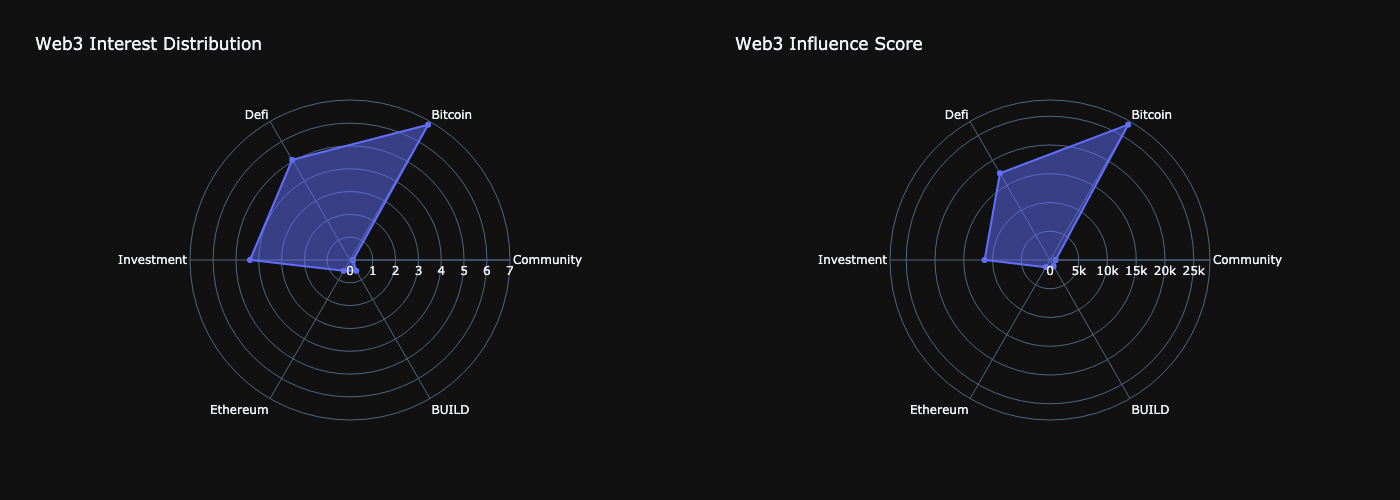 Web3 Interest Distribution
Defi
Bitcoin
Investment
Community
0 1 2 3 4 5 6 7
Ethereum
BUILD
Web3 Influence Score
Defi
Bitcoin
Investment
Community
0 5k 10k 15k 20k 25k
Ethereum
BUILD